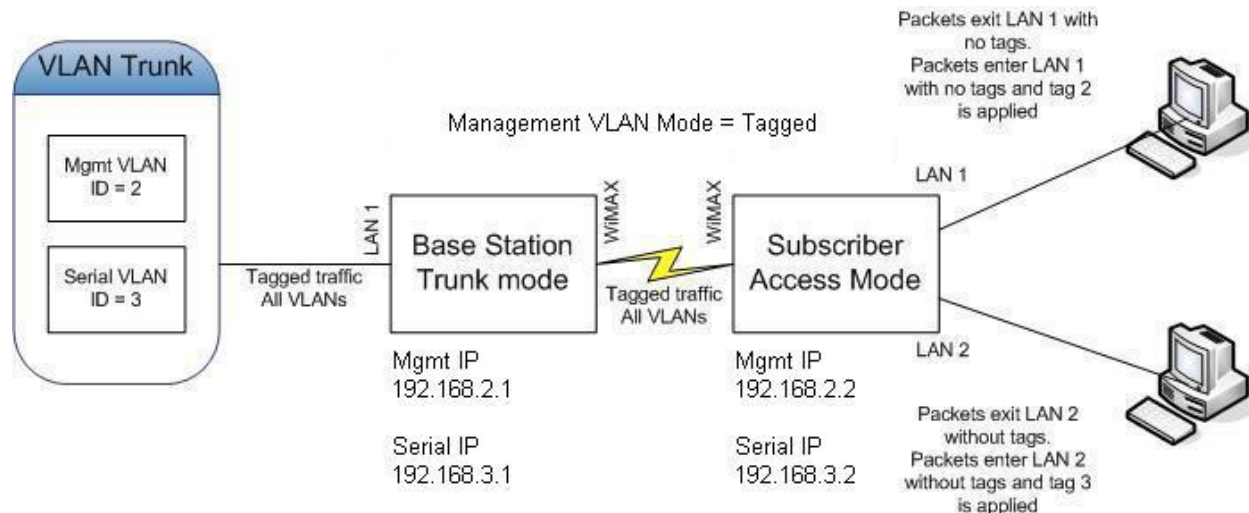 VLAN Trunk
Mgmt VLAN
ID = 2
Serial VLAN
ID = 3
Tagged traffic
All VLANs
Management VLAN Mode = Tagged
LAN 1
Base Station
Trunk mode
WiMAX
Mgmt IP
192.168.2.1
Serial IP
192.168.3.1
Tagged traffic
All VLANs
WiMAX
Subscriber
Access Mode
Mgmt IP
192.168.2.2
Serial IP
192.168.3.2
LAN 1
Packets exit LAN 1 with
no tags.
Packets enter LAN 1
with no tags and tag 2
is applied
LAN 2
Packets exit LAN 2
without tags.
Packets enter LAN 2
without tags and tag 3
is applied